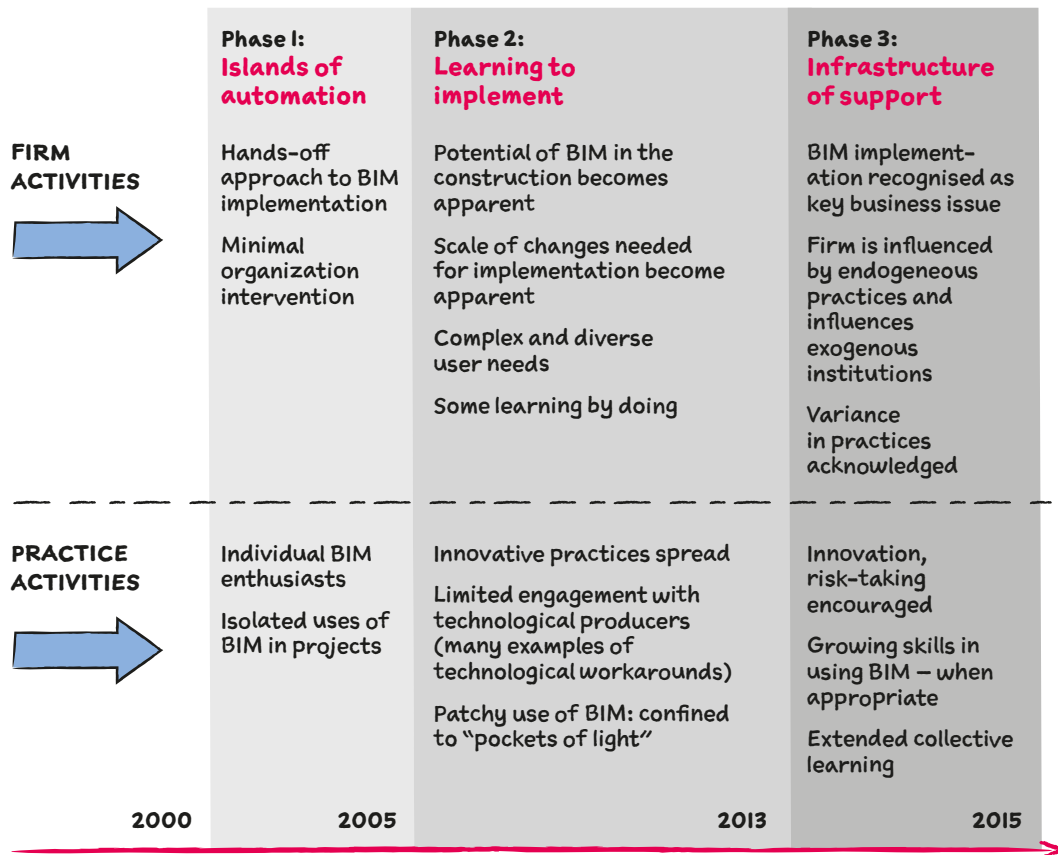 Phase 1:
Islands of
automation
Phase 2:
Learning to
implement
Phase 3:
Infrastructure
of support
FIRM
ACTIVITIES
Hands-off
approach to BIM
implementation
Minimal
organization
intervention
Potential of BIM in the
construction becomes
apparent
Scale of changes needed
for implementation become
apparent
Complex and diverse
user needs
Some learning by doing
BIM implement-
ation recognised as
key business issue
Firm is influenced
by endogeneous
practices and
influences
exogenous
institutions
Variance
in practices
acknowledged
PRACTICE
ACTIVITIES
Individual BIM
enthusiasts
Isolated uses of
BIM in projects
Innovative practices spread
Limited engagement with
technological producers
(many examples of
technological workarounds)
Patchy use of BIM: confined
to “pockets of light”
Innovation,
risk-taking
encouraged
Growing skills in
using BIM – when
appropriate
Extended collective
learning
2000
2005
2013
2015